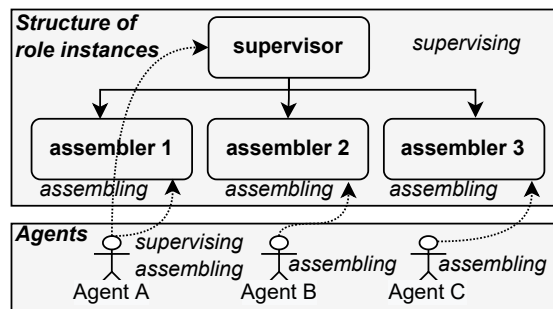 Structure of
role instances
supervisor
supervising
assembler 1
assembler 2
assembler 3
assembling
assembling
assembling
Agents
supervising
assembling
assembling
assembling
Agent A
Agent B
Agent C